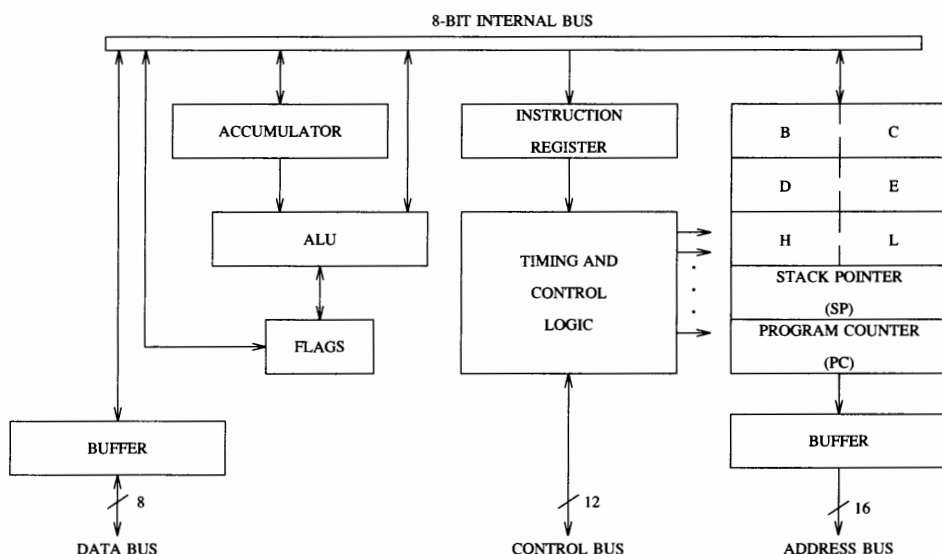 8-BIT INTERNAL BUS
ACCUMULATOR
INSTRUCTION
REGISTER
B
C
D
E
ALU
H
L
TIMING AND
CONTROL
LOGIC
STACK POINTER
(SP)
FLAGS
PROGRAM COUNTER
(PC)
BUFFER
BUFFER
8
12
16
DATA BUS
CONTROL BUS
ADDRESS BUS